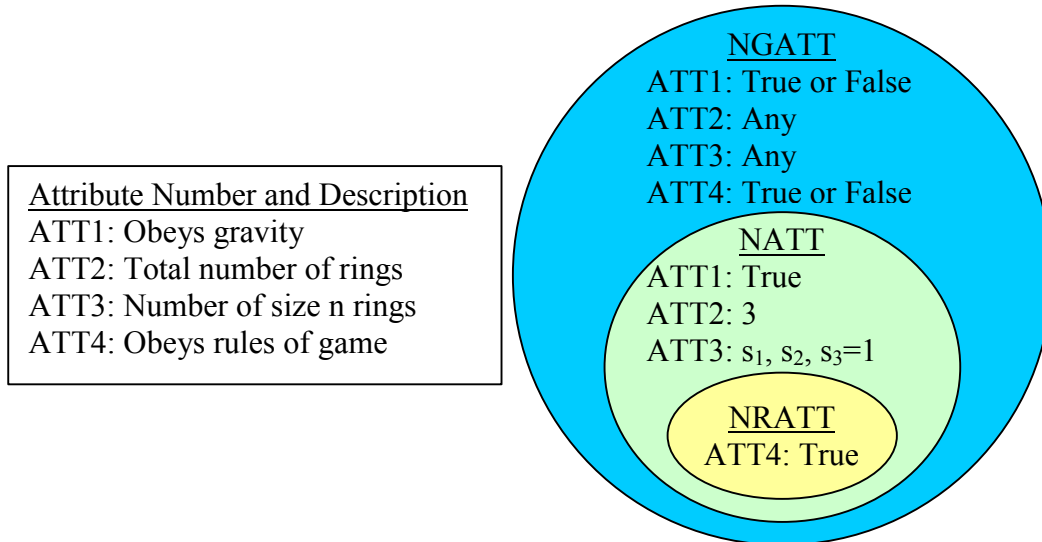 Attribute Number and Description
ATT1: Obeys gravity
ATT2: Total number of rings
ATT3: Number of size n rings
ATT4: Obeys rules of game
NGATT
ATT1: True or False
ATT2: Any
ATT3: Any
ATT4: True or False
NATT
ATT1: True
ATT2: 3
ATT3: s₁, s₂, s₃=1
NRATT
ATT4: True